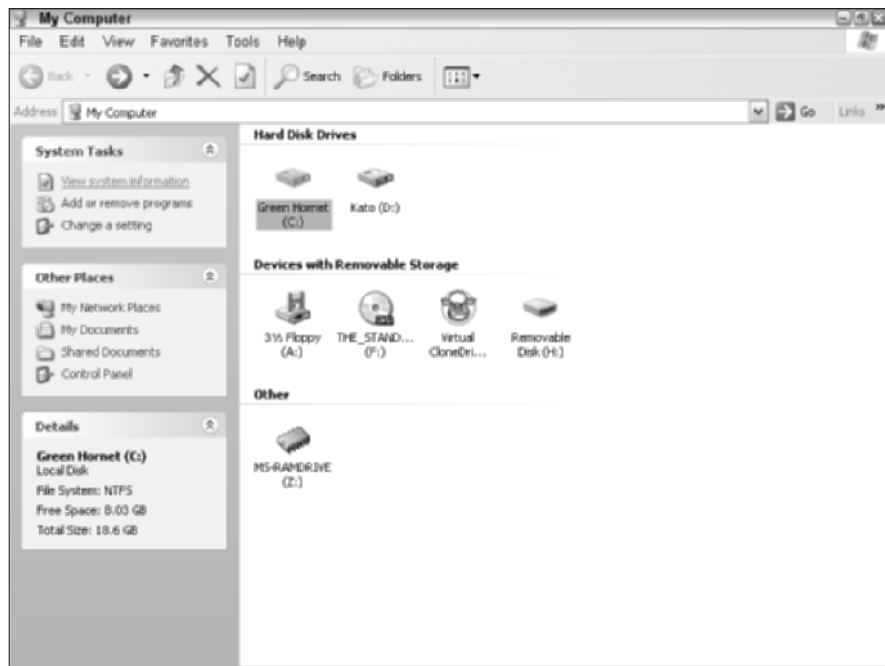 My Computer
File Edit View Favorites Tools Help
Back Search Folders
Address My Computer Go Links »
System Tasks
View system information
Add or remove programs
Change a setting
Other Places
My Network Places
My Documents
Shared Documents
Control Panel
Details
Green Hornet (C:)
Local Disk
File System: NTFS
Free Space: 8.03 GB
Total Size: 18.6 GB
Hard Disk Drives
Green Hornet
(C:)
Kato (D:)
Devices with Removable Storage
3½ Floppy
(A:)
THE_STAND...
(F:)
Virtual
CloneDri...
Removable
Disk (H:)
Other
MS-RAMDRIVE
(Z:)